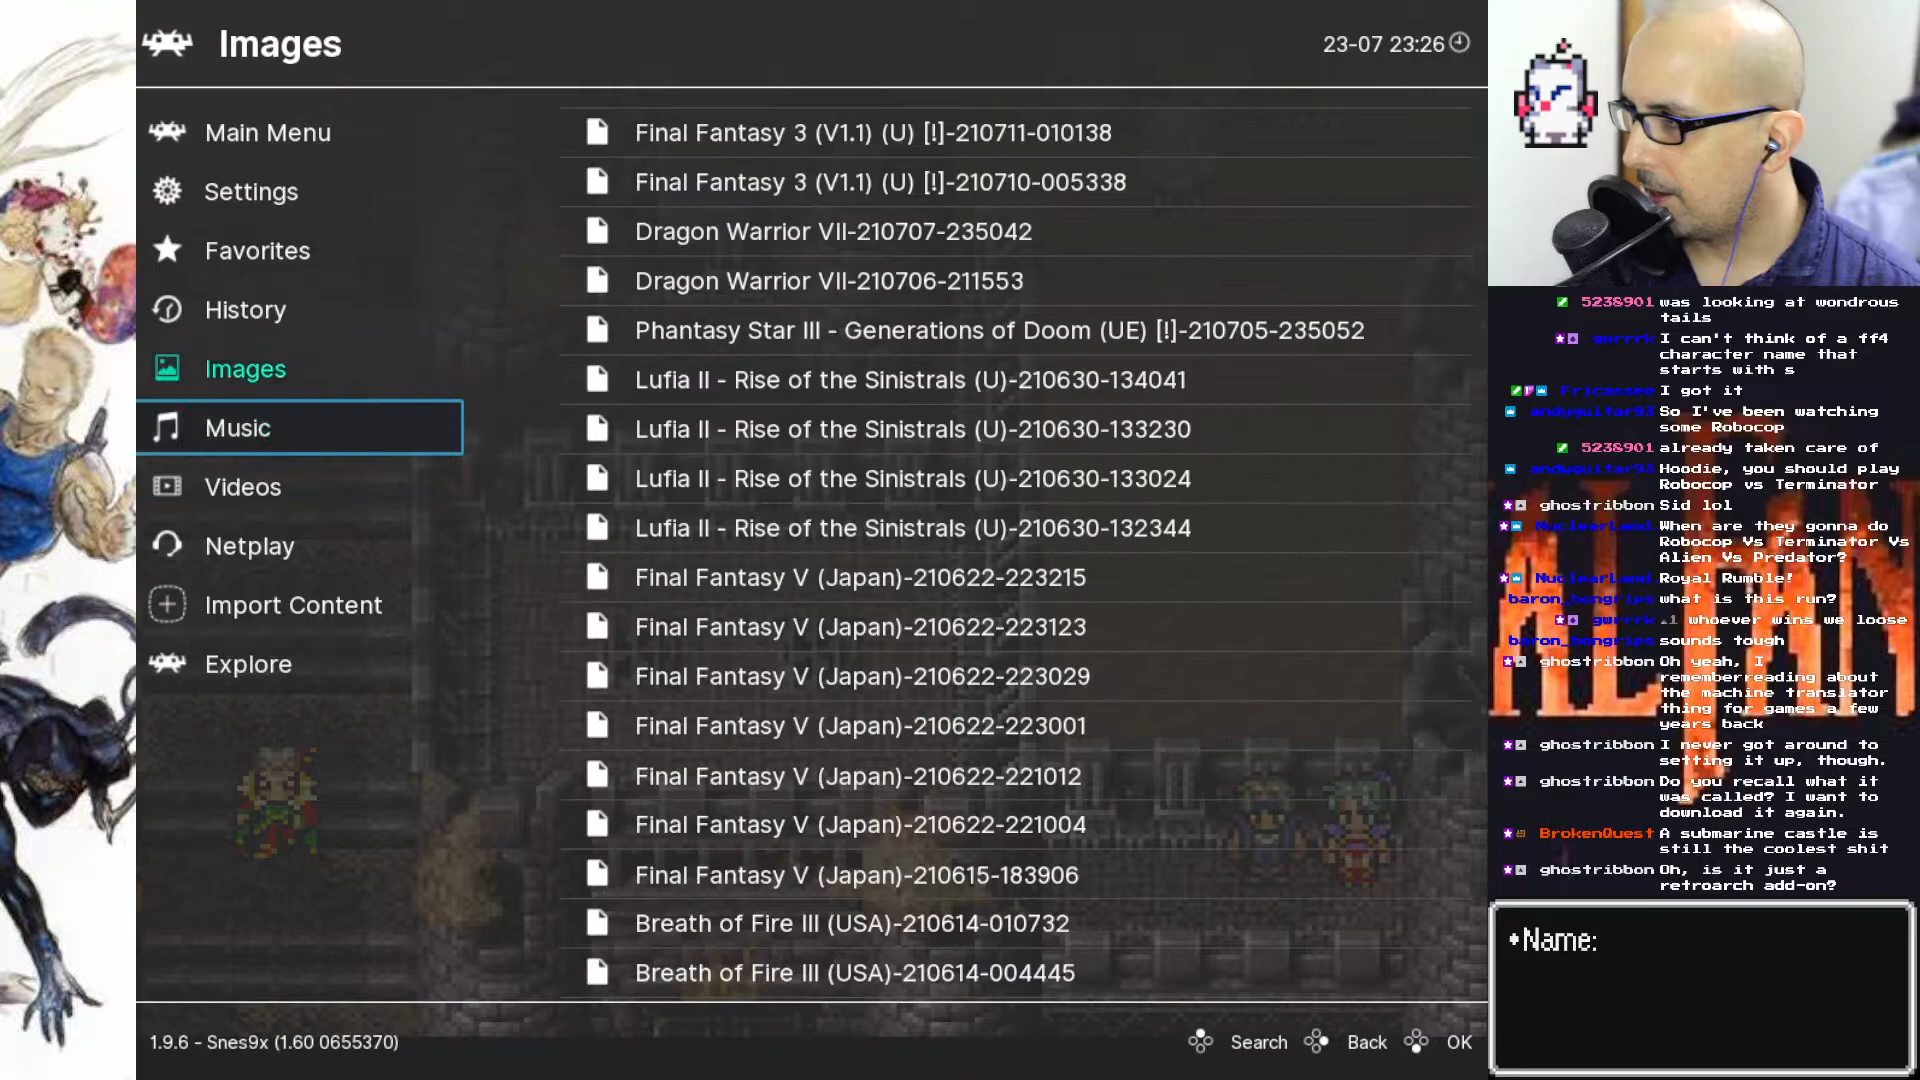 Images
23-07 23:26
Main Menu
Settings
Favorites
History
Images
Music
Videos
Netplay
Import Content
Explore
Final Fantasy 3 (V1.1) (U) [!]-210711-010138
Final Fantasy 3 (V1.1) (U) [!]-210710-005338
Dragon Warrior VII-210707-235042
Dragon Warrior VII-210706-211553
Phantasy Star III - Generations of Doom (UE) [!]-210705-235052
Lufia II - Rise of the Sinistrals (U)-210630-134041
Lufia II - Rise of the Sinistrals (U)-210630-133230
Lufia II - Rise of the Sinistrals (U)-210630-133024
Lufia II - Rise of the Sinistrals (U)-210630-132344
Final Fantasy V (Japan)-210622-223215
Final Fantasy V (Japan)-210622-223123
Final Fantasy V (Japan)-210622-223029
Final Fantasy V (Japan)-210622-223001
Final Fantasy V (Japan)-210622-221012
Final Fantasy V (Japan)-210622-221004
Final Fantasy V (Japan)-210615-183906
Breath of Fire III (USA)-210614-010732
Breath of Fire III (USA)-210614-004445
1.9.6 - Snes9x (1.60 0655370)
Search
Back
OK
5238901 was looking at wondrous
tails
gwrrrk I can't think of a ff4
character name that
starts with s
Fricassee I got it
andyguitar93 So I've been watching
some Robocop
5238901 already taken care of
andyguitar93 Hoodie, you should play
Robocop vs Terminator
ghostribbon Sid lol
NuclearLand When are they gonna do
Robocop Vs Terminator Vs
Alien Vs Predator?
NuclearLand Royal Rumble!
baron_bongrips what is this run?
gwrrrk whoever wins we loose
baron_bongrips sounds tough
ghostribbon Oh yeah, I
rememberreading about
the machine translator
thing for games a few
years back
ghostribbon I never got around to
setting it up, though.
ghostribbon Do you recall what it
was called? I want to
download it again.
BrokenQuest A submarine castle is
still the coolest shit
ghostribbon Oh, is it just a
retroarch add-on?
•Name: